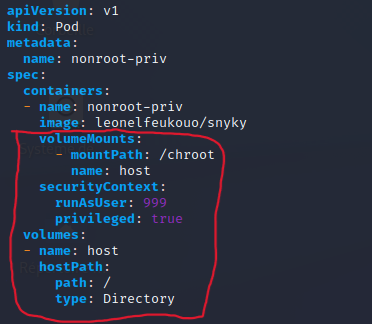 apiVersion: v1
kind: Pod
metadata:
  name: nonroot-priv
spec:
  containers:
  - name: nonroot-priv
    image: leonelfeukouo/snyky
    volumeMounts:
      - mountPath: /chroot
        name: host
    securityContext:
      runAsUser: 999
      privileged: true
  volumes:
  - name: host
    hostPath:
      path: /
      type: Directory